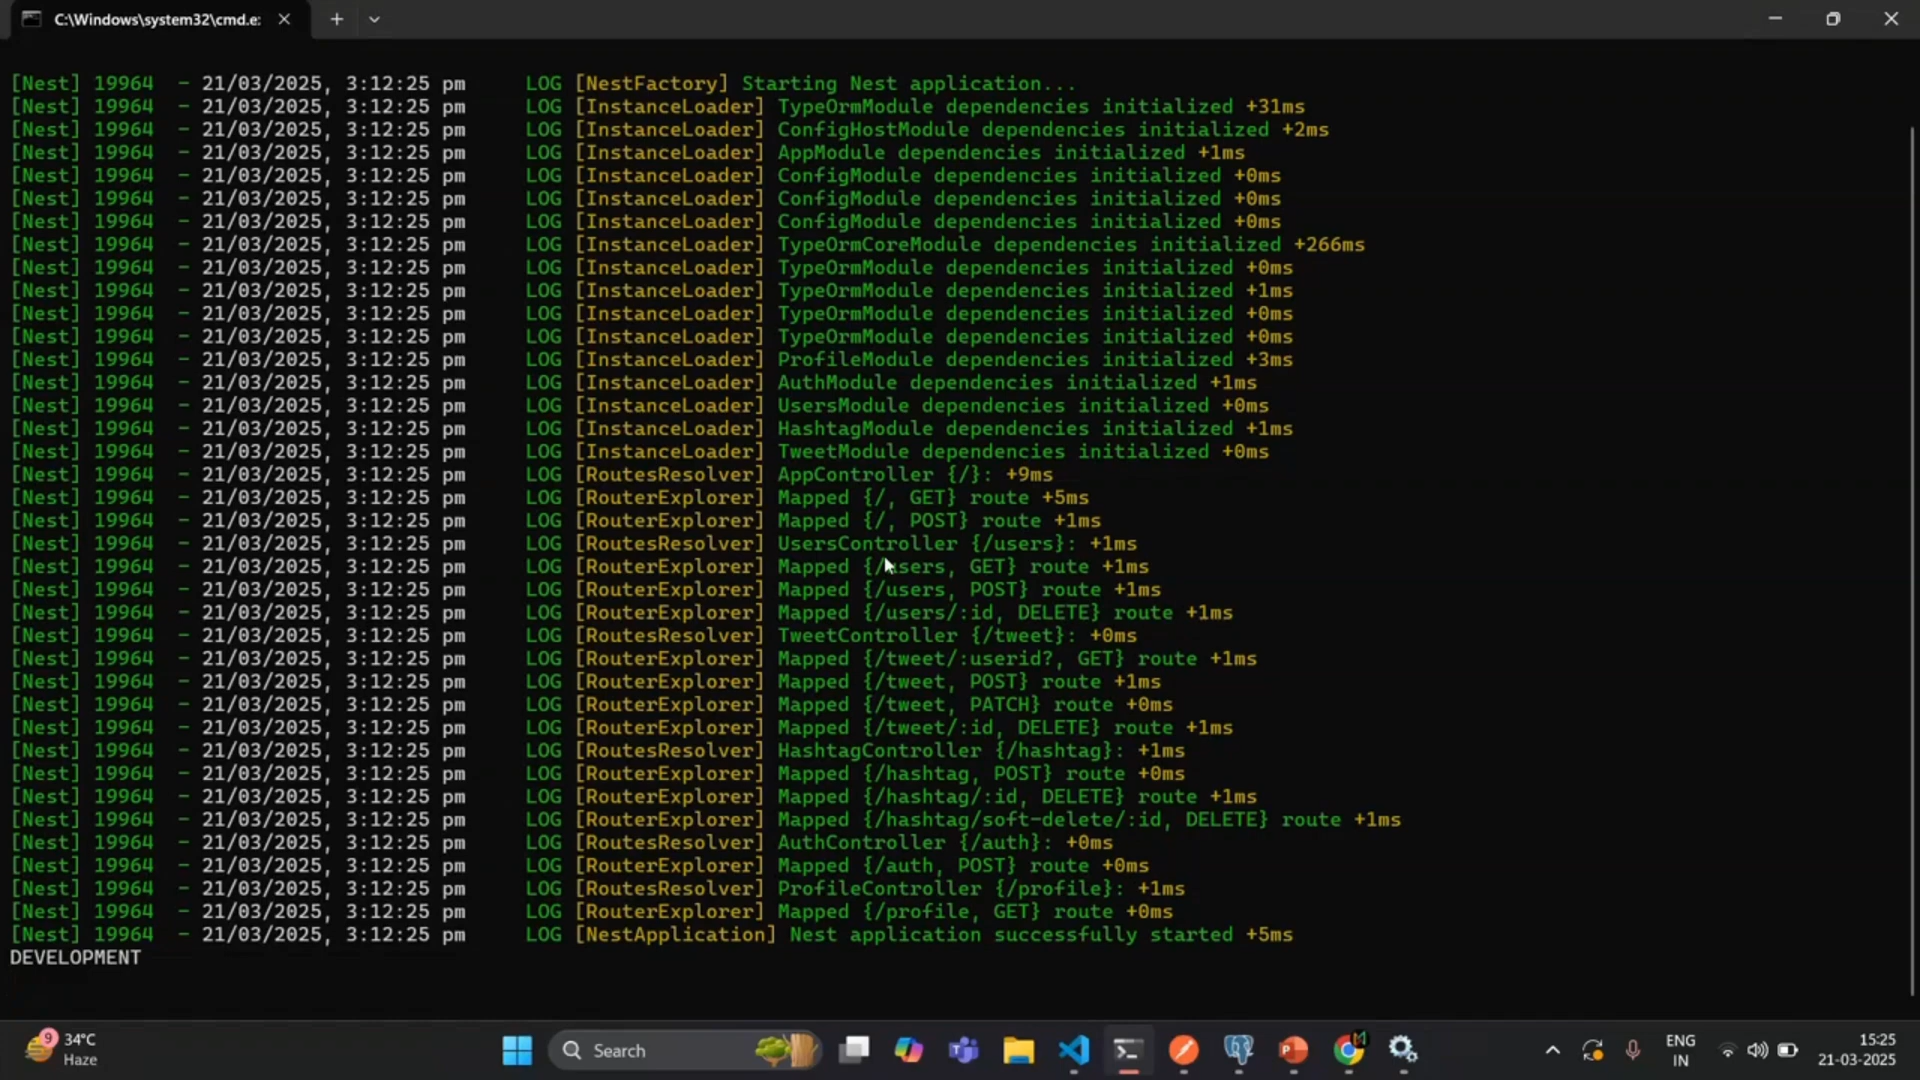 C:\Windows\system32\cmd.e:
[Nest] 19964  - 21/03/2025, 3:12:25 pm     LOG [NestFactory] Starting Nest application...
[Nest] 19964  - 21/03/2025, 3:12:25 pm     LOG [InstanceLoader] TypeOrmModule dependencies initialized +31ms
[Nest] 19964  - 21/03/2025, 3:12:25 pm     LOG [InstanceLoader] ConfigHostModule dependencies initialized +2ms
[Nest] 19964  - 21/03/2025, 3:12:25 pm     LOG [InstanceLoader] AppModule dependencies initialized +1ms
[Nest] 19964  - 21/03/2025, 3:12:25 pm     LOG [InstanceLoader] ConfigModule dependencies initialized +0ms
[Nest] 19964  - 21/03/2025, 3:12:25 pm     LOG [InstanceLoader] ConfigModule dependencies initialized +0ms
[Nest] 19964  - 21/03/2025, 3:12:25 pm     LOG [InstanceLoader] ConfigModule dependencies initialized +0ms
[Nest] 19964  - 21/03/2025, 3:12:25 pm     LOG [InstanceLoader] TypeOrmCoreModule dependencies initialized +266ms
[Nest] 19964  - 21/03/2025, 3:12:25 pm     LOG [InstanceLoader] TypeOrmModule dependencies initialized +0ms
[Nest] 19964  - 21/03/2025, 3:12:25 pm     LOG [InstanceLoader] TypeOrmModule dependencies initialized +1ms
[Nest] 19964  - 21/03/2025, 3:12:25 pm     LOG [InstanceLoader] TypeOrmModule dependencies initialized +0ms
[Nest] 19964  - 21/03/2025, 3:12:25 pm     LOG [InstanceLoader] TypeOrmModule dependencies initialized +0ms
[Nest] 19964  - 21/03/2025, 3:12:25 pm     LOG [InstanceLoader] ProfileModule dependencies initialized +3ms
[Nest] 19964  - 21/03/2025, 3:12:25 pm     LOG [InstanceLoader] AuthModule dependencies initialized +1ms
[Nest] 19964  - 21/03/2025, 3:12:25 pm     LOG [InstanceLoader] UsersModule dependencies initialized +0ms
[Nest] 19964  - 21/03/2025, 3:12:25 pm     LOG [InstanceLoader] HashtagModule dependencies initialized +1ms
[Nest] 19964  - 21/03/2025, 3:12:25 pm     LOG [InstanceLoader] TweetModule dependencies initialized +0ms
[Nest] 19964  - 21/03/2025, 3:12:25 pm     LOG [RoutesResolver] AppController {/}: +9ms
[Nest] 19964  - 21/03/2025, 3:12:25 pm     LOG [RouterExplorer] Mapped {/, GET} route +5ms
[Nest] 19964  - 21/03/2025, 3:12:25 pm     LOG [RouterExplorer] Mapped {/, POST} route +1ms
[Nest] 19964  - 21/03/2025, 3:12:25 pm     LOG [RoutesResolver] UsersController {/users}: +1ms
[Nest] 19964  - 21/03/2025, 3:12:25 pm     LOG [RouterExplorer] Mapped {/users, GET} route +1ms
[Nest] 19964  - 21/03/2025, 3:12:25 pm     LOG [RouterExplorer] Mapped {/users, POST} route +1ms
[Nest] 19964  - 21/03/2025, 3:12:25 pm     LOG [RouterExplorer] Mapped {/users/:id, DELETE} route +1ms
[Nest] 19964  - 21/03/2025, 3:12:25 pm     LOG [RoutesResolver] TweetController {/tweet}: +0ms
[Nest] 19964  - 21/03/2025, 3:12:25 pm     LOG [RouterExplorer] Mapped {/tweet/:userid?, GET} route +1ms
[Nest] 19964  - 21/03/2025, 3:12:25 pm     LOG [RouterExplorer] Mapped {/tweet, POST} route +1ms
[Nest] 19964  - 21/03/2025, 3:12:25 pm     LOG [RouterExplorer] Mapped {/tweet, PATCH} route +0ms
[Nest] 19964  - 21/03/2025, 3:12:25 pm     LOG [RouterExplorer] Mapped {/tweet/:id, DELETE} route +1ms
[Nest] 19964  - 21/03/2025, 3:12:25 pm     LOG [RoutesResolver] HashtagController {/hashtag}: +1ms
[Nest] 19964  - 21/03/2025, 3:12:25 pm     LOG [RouterExplorer] Mapped {/hashtag, POST} route +0ms
[Nest] 19964  - 21/03/2025, 3:12:25 pm     LOG [RouterExplorer] Mapped {/hashtag/:id, DELETE} route +1ms
[Nest] 19964  - 21/03/2025, 3:12:25 pm     LOG [RouterExplorer] Mapped {/hashtag/soft-delete/:id, DELETE} route +1ms
[Nest] 19964  - 21/03/2025, 3:12:25 pm     LOG [RoutesResolver] AuthController {/auth}: +0ms
[Nest] 19964  - 21/03/2025, 3:12:25 pm     LOG [RouterExplorer] Mapped {/auth, POST} route +0ms
[Nest] 19964  - 21/03/2025, 3:12:25 pm     LOG [RoutesResolver] ProfileController {/profile}: +1ms
[Nest] 19964  - 21/03/2025, 3:12:25 pm     LOG [RouterExplorer] Mapped {/profile, GET} route +0ms
[Nest] 19964  - 21/03/2025, 3:12:25 pm     LOG [NestApplication] Nest application successfully started +5ms
DEVELOPMENT
9
34°C
Haze
Search
ENG
IN
15:25
21-03-2025